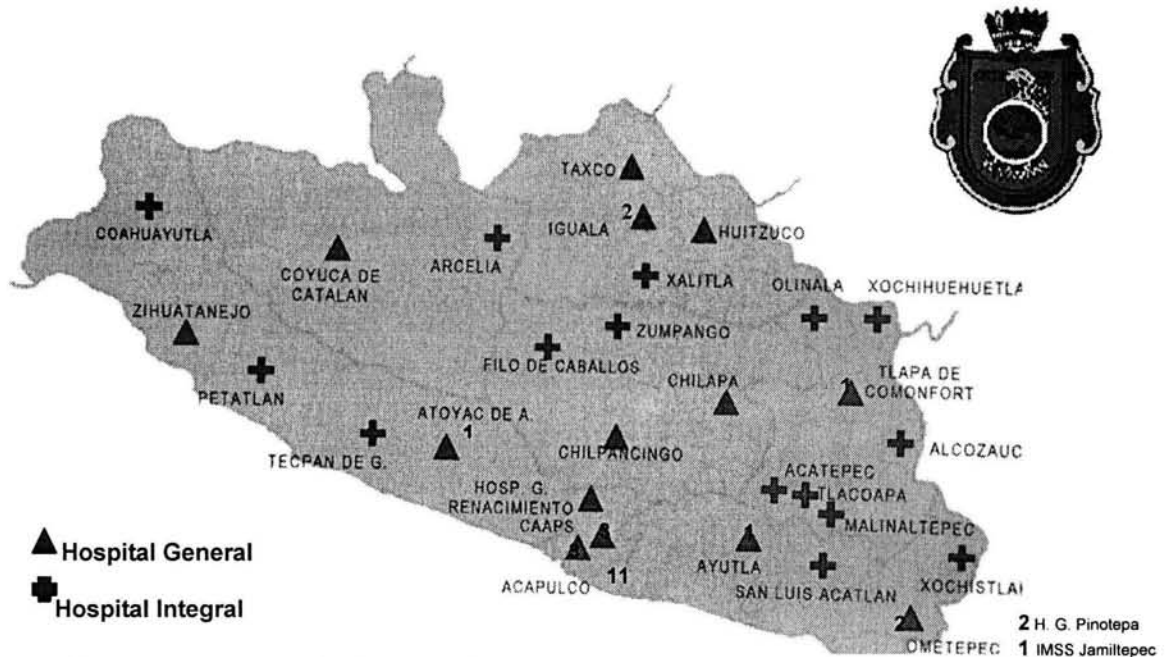 TAXCO
2
IGUALA
HUITZUCO
COAHUAYUTLA
ARCELIA
COYUCA DE
CATALAN
XALITLA
OLINALA
XOCHIHUEHUETLA
ZIHUATANEJO
ZUMPANGO
FILO DE CABALLOS
PETATLAN
CHILAPA
1
TLAPA DE
COMONFORT
ATOYAC DE A.
1
TECPAN DE G.
CHILPANCINGO
ALCOZAUC
ACATEPEC
TLACOAPA
HOSP. G.
RENACIMIENTO
CAAPS
MALINALTEPEC
1
AYUTLA
ACAPULCO
11
SAN LUIS ACATLAN
XOCHISTLA
Hospital General
Hospital Integral
2
OMETEPEC
2 H. G. Pinotepa
1 IMSS Jamiltepec